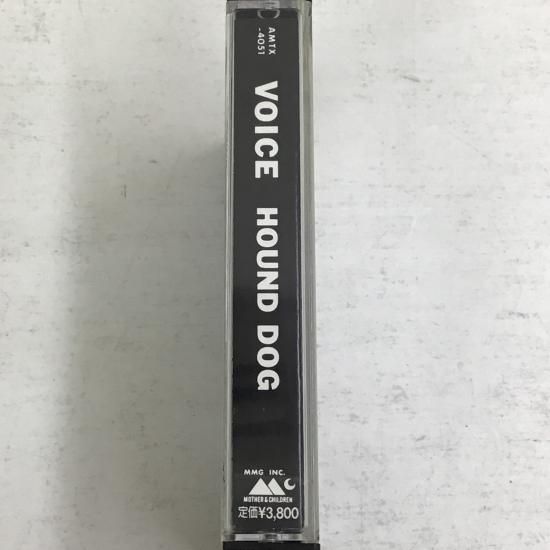 AMTX
-4051
VOICE HOUND DOG
MMG INC.
MOTHER & CHILDREN
定価¥3,800